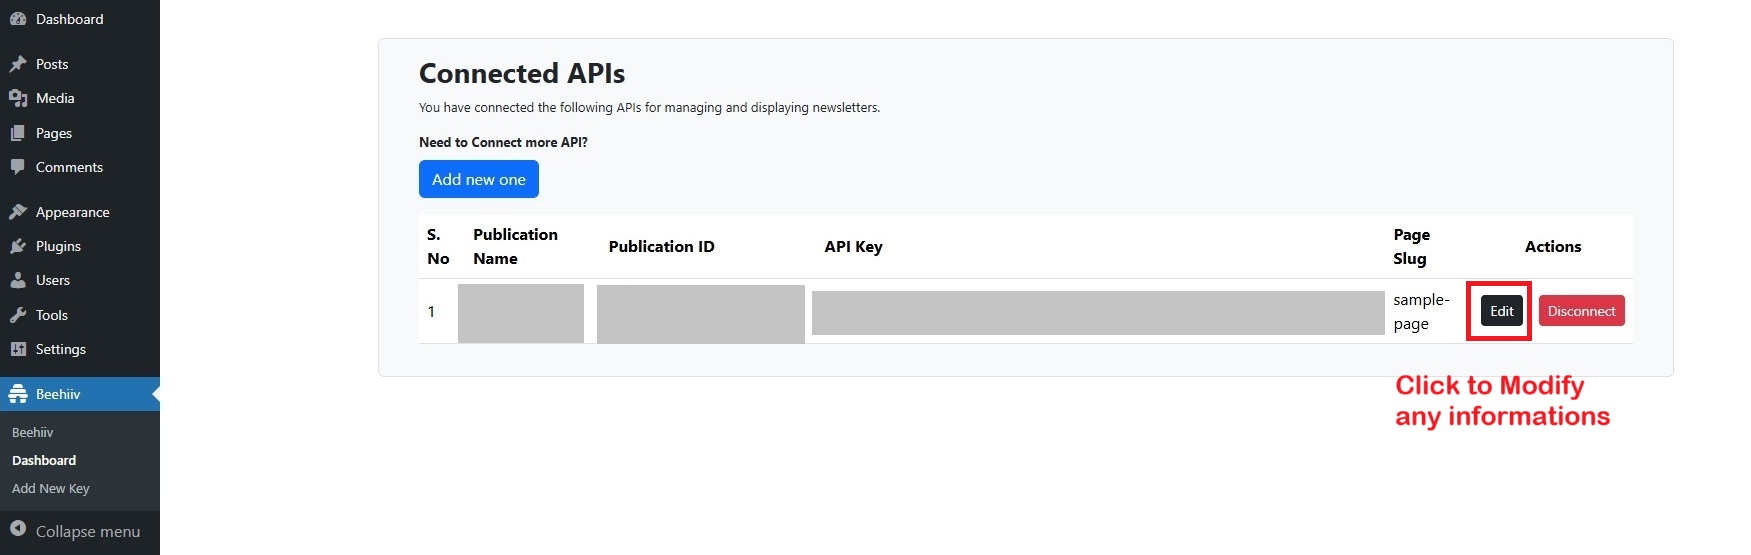 Dashboard
Posts
Media
Pages
Comments
Appearance
Plugins
Users
Tools
Settings
Beehiiv
Beehiiv
Dashboard
Add New Key
Collapse menu
Connected APIs
You have connected the following APIs for managing and displaying newsletters.
Need to Connect more API?
Add new one
S. No
Publication Name
Publication ID
API Key
Page Slug
Actions
1
sample-
page
Edit
Disconnect
Click to Modify
any informations